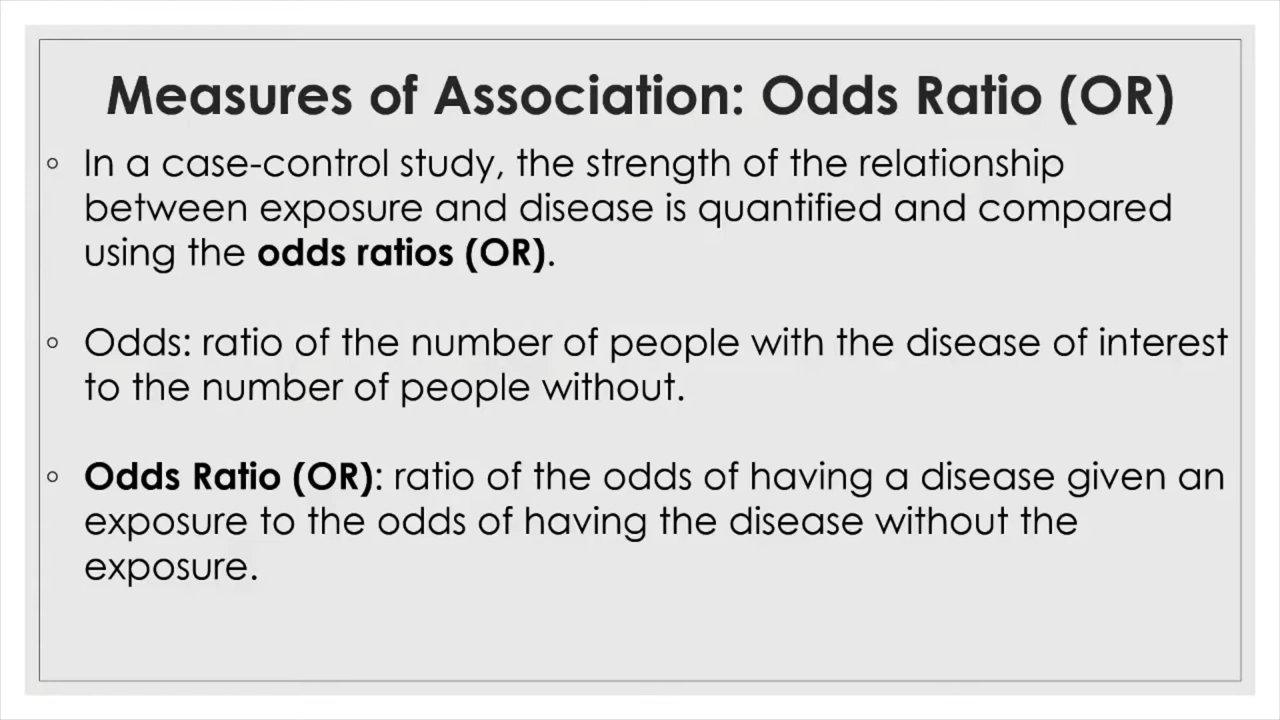 Measures of Association: Odds Ratio (OR)
◦ In a case-control study, the strength of the relationship
between exposure and disease is quantified and compared
using the odds ratios (OR).
◦ Odds: ratio of the number of people with the disease of interest
to the number of people without.
◦ Odds Ratio (OR): ratio of the odds of having a disease given an
exposure to the odds of having the disease without the
exposure.